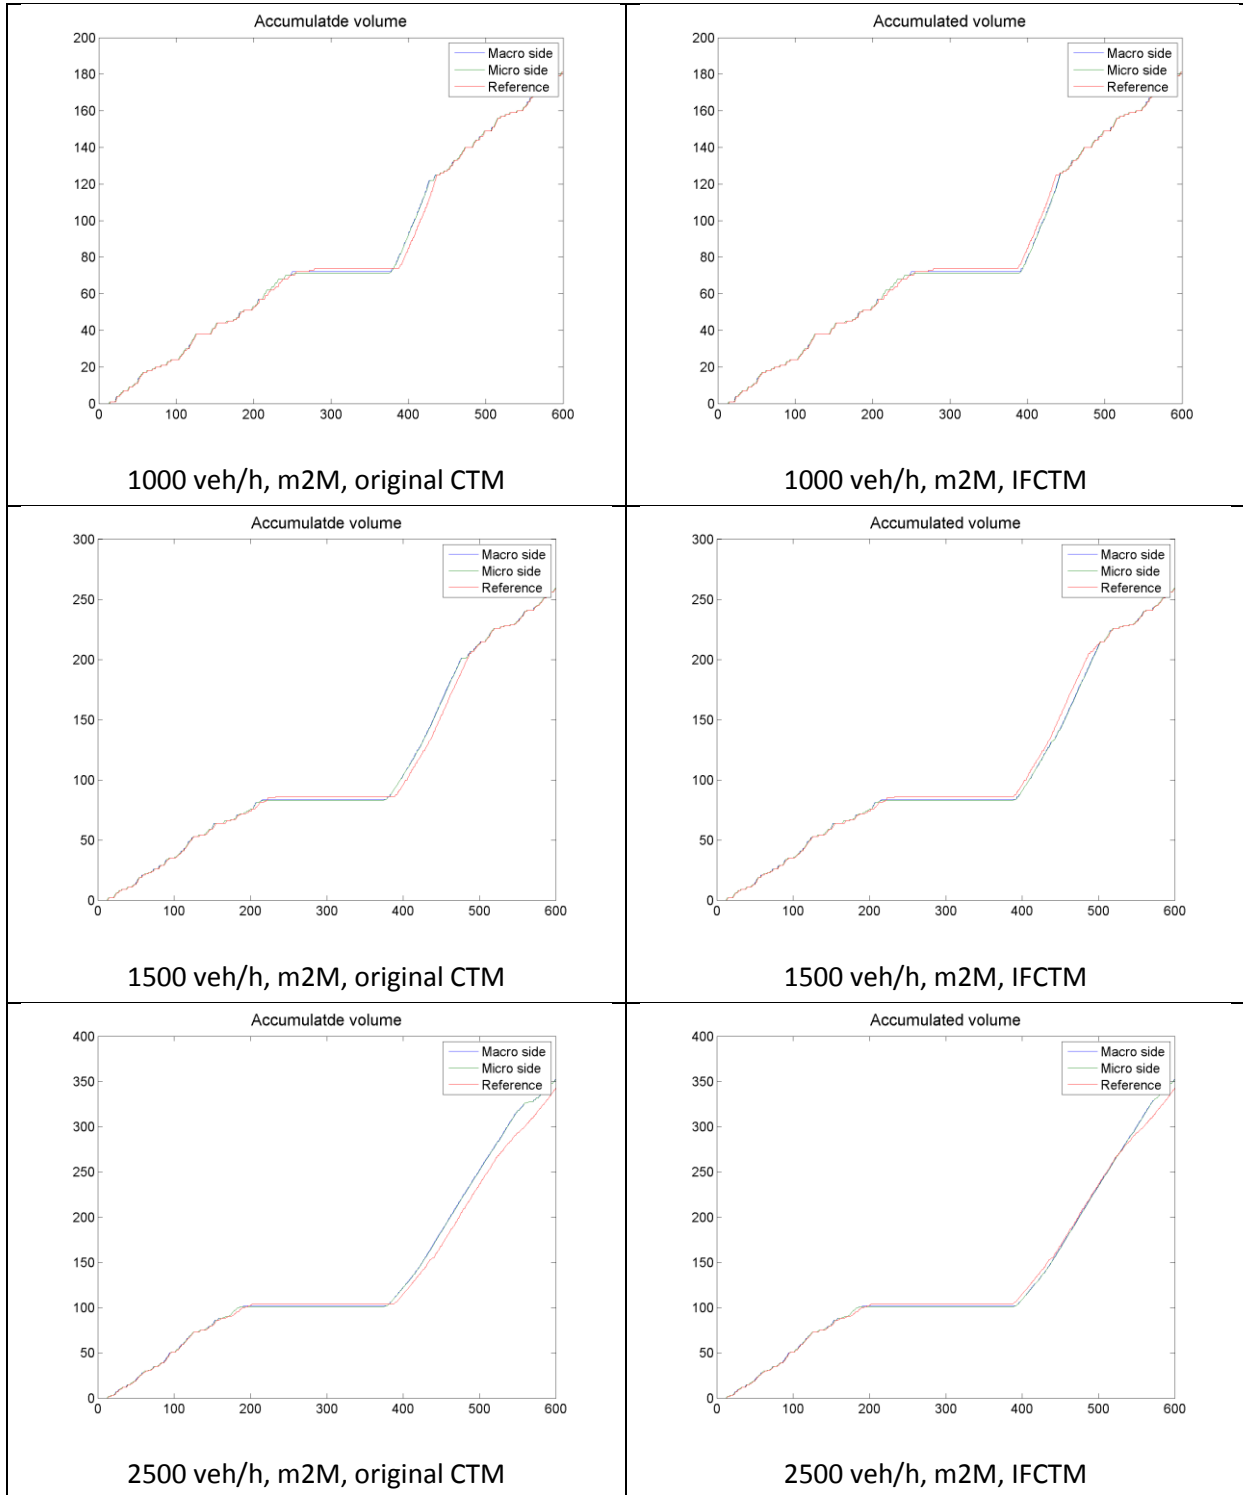 Accumulatde volume
200
180
160
140
120
100
80
60
40
20
0
0 100 200 300 400 500 600
Macro side
Micro side
Reference
1000 veh/h, m2M, original CTM
Accumulated volume
200
180
160
140
120
100
80
60
40
20
0
0 100 200 300 400 500 600
Macro side
Micro side
Reference
1000 veh/h, m2M, IFCTM
Accumulatde volume
300
250
200
150
100
50
0
0 100 200 300 400 500 600
Macro side
Micro side
Reference
1500 veh/h, m2M, original CTM
Accumulated volume
300
250
200
150
100
50
0
0 100 200 300 400 500 600
Macro side
Micro side
Reference
1500 veh/h, m2M, IFCTM
Accumulatde volume
400
350
300
250
200
150
100
50
0
0 100 200 300 400 500 600
Macro side
Micro side
Reference
2500 veh/h, m2M, original CTM
Accumulated volume
400
350
300
250
200
150
100
50
0
0 100 200 300 400 500 600
Macro side
Micro side
Reference
2500 veh/h, m2M, IFCTM